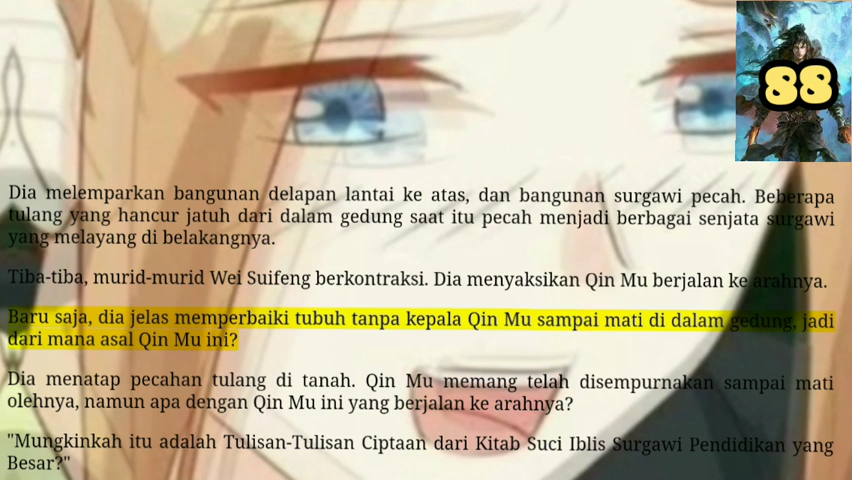 88
Dia melemparkan bangunan delapan lantai ke atas, dan bangunan surgawi pecah. Beberapa
tulang yang hancur jatuh dari dalam gedung saat itu pecah menjadi berbagai senjata surgawi
yang melayang di belakangnya.
Tiba-tiba, murid-murid Wei Suifeng berkontraksi. Dia menyaksikan Qin Mu berjalan ke arahnya.
Baru saja, dia jelas memperbaiki tubuh tanpa kepala Qin Mu sampai mati di dalam gedung, jadi
dari mana asal Qin Mu ini?
Dia menatap pecahan tulang di tanah. Qin Mu memang telah disempurnakan sampai mati
olehnya, namun apa dengan Qin Mu ini yang berjalan ke arahnya?
"Mungkinkah itu adalah Tulisan-Tulisan Ciptaan dari Kitab Suci Iblis Surgawi Pendidikan yang
Besar?"